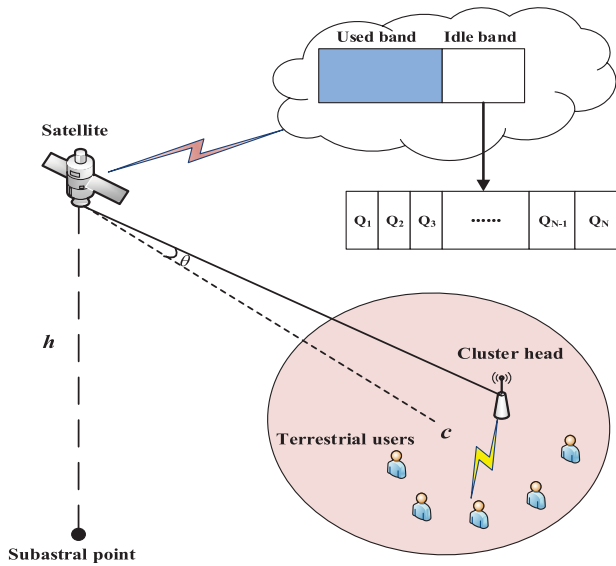 Used band Idle band
Satellite
Q1 Q2 Q3 ...... QN-1 QN
θ
h
Cluster head
c
Terrestrial users
Subastral point